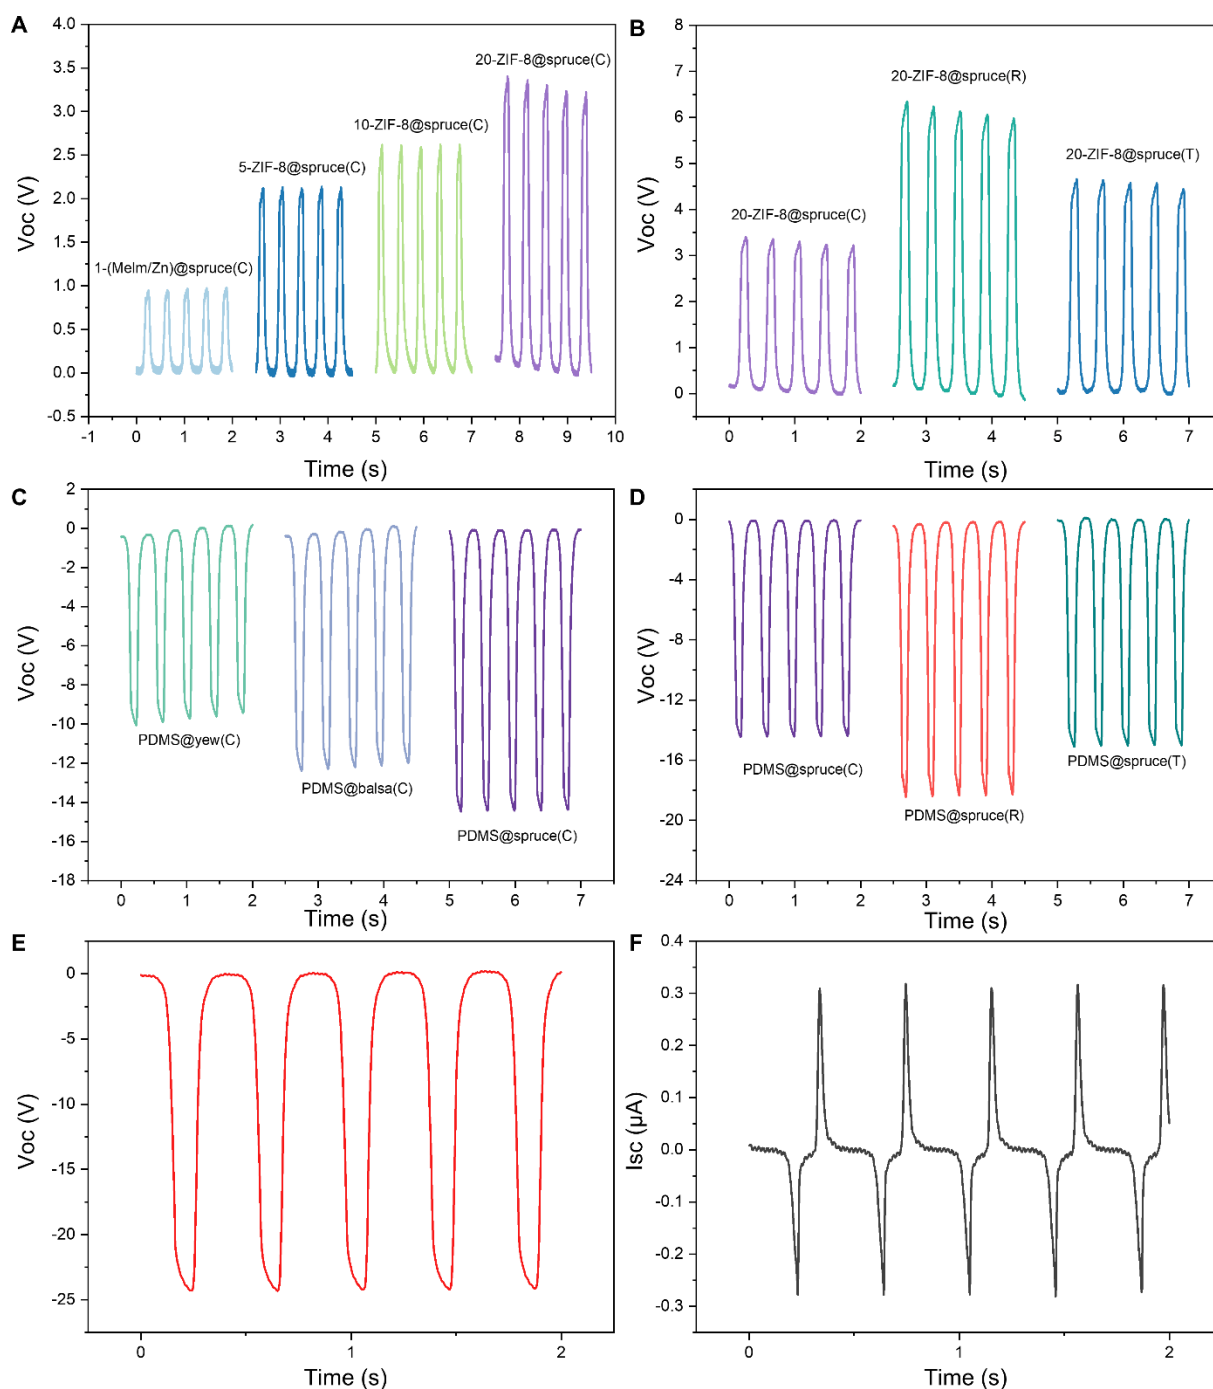 A
Voc (V)
4.0
3.5
3.0
2.5
2.0
1.5
1.0
0.5
0.0
-0.5
20-ZIF-8@spruce(C)
10-ZIF-8@spruce(C)
5-ZIF-8@spruce(C)
1-(MeIm/Zn)@spruce(C)
-1 0 1 2 3 4 5 6 7 8 9 10
Time (s)
B
Voc (V)
8
7
6
5
4
3
2
1
0
20-ZIF-8@spruce(R)
20-ZIF-8@spruce(T)
20-ZIF-8@spruce(C)
0 1 2 3 4 5 6 7
Time (s)
C
Voc (V)
2
0
-2
-4
-6
-8
-10
-12
-14
-16
-18
PDMS@yew(C)
PDMS@balsa(C)
PDMS@spruce(C)
0 1 2 3 4 5 6 7
Time (s)
D
Voc (V)
0
-4
-8
-12
-16
-20
-24
PDMS@spruce(T)
PDMS@spruce(C)
PDMS@spruce(R)
0 1 2 3 4 5 6 7
Time (s)
E
Voc (V)
0
-5
-10
-15
-20
-25
0 1 2
Time (s)
F
Isc (μA)
0.4
0.3
0.2
0.1
0.0
-0.1
-0.2
-0.3
0 1 2
Time (s)